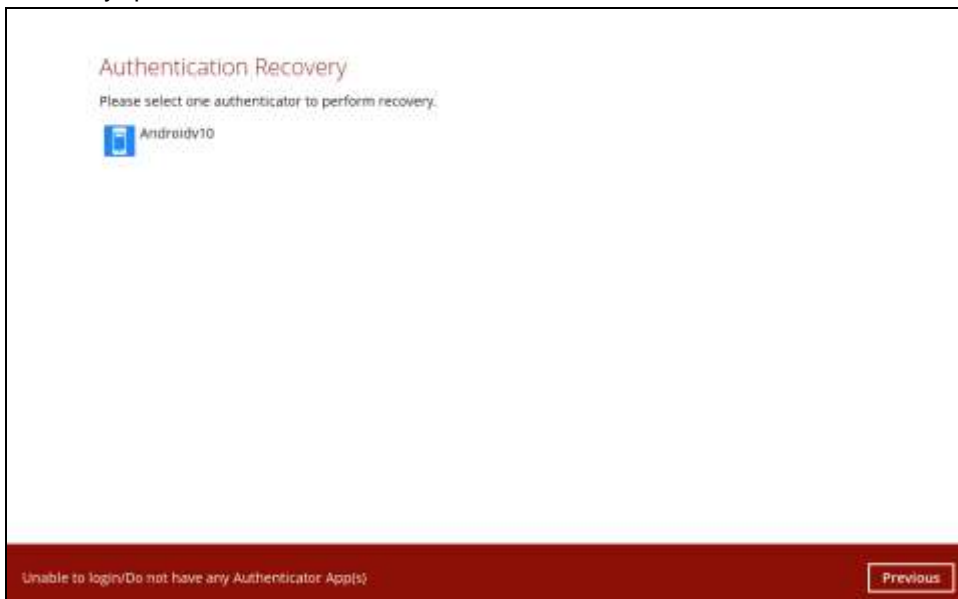 Authentication Recovery
Please select one authenticator to perform recovery.
Androidv10
Unable to login/Do not have any Authenticator App(s)
Previous